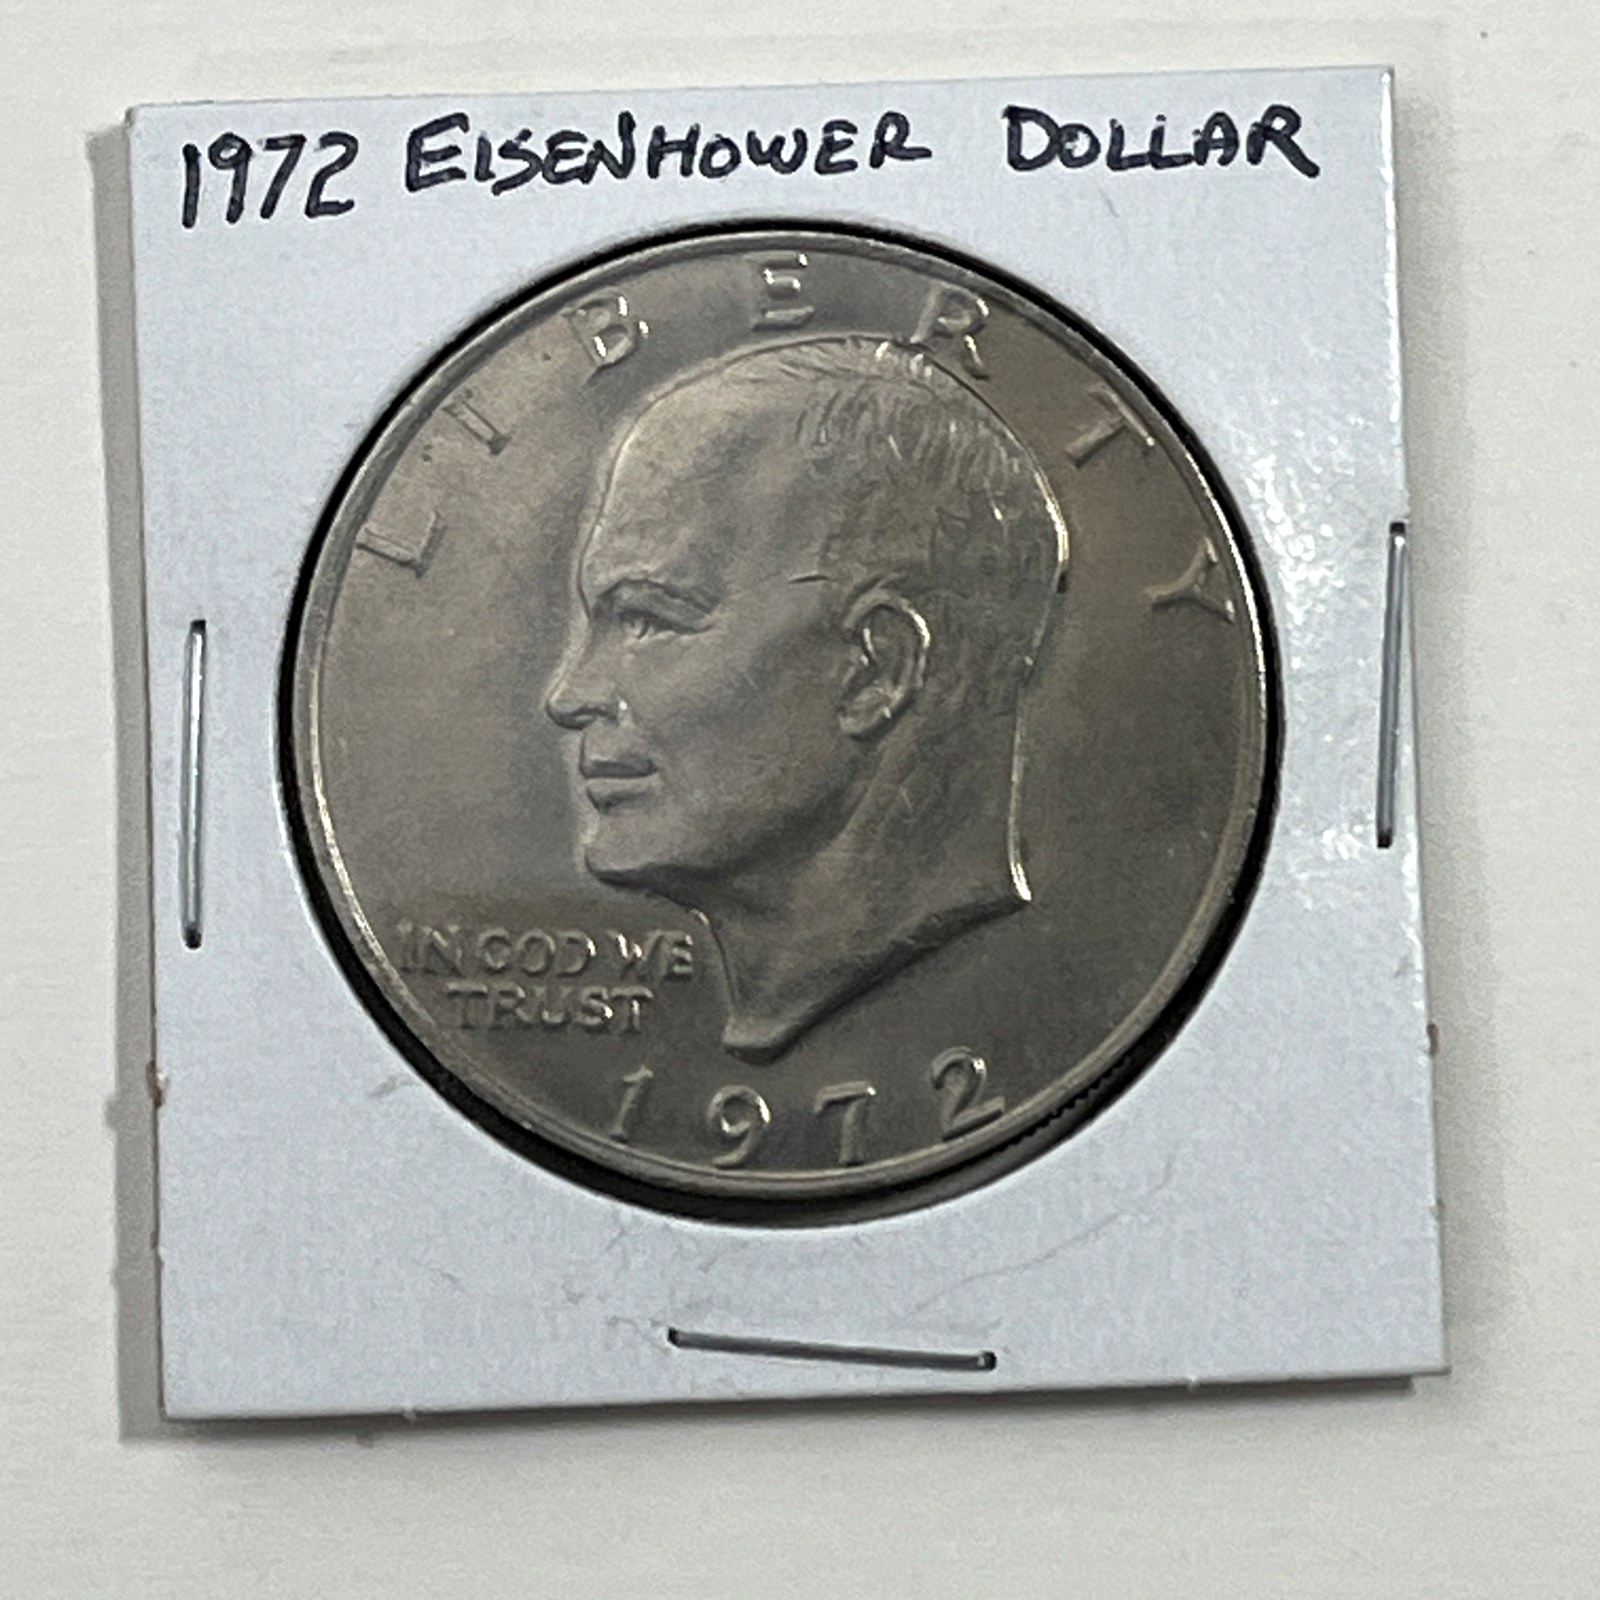 1972 EISENHOWER DOLLAR
LIBERTY
IN GOD WE
TRUST
1972